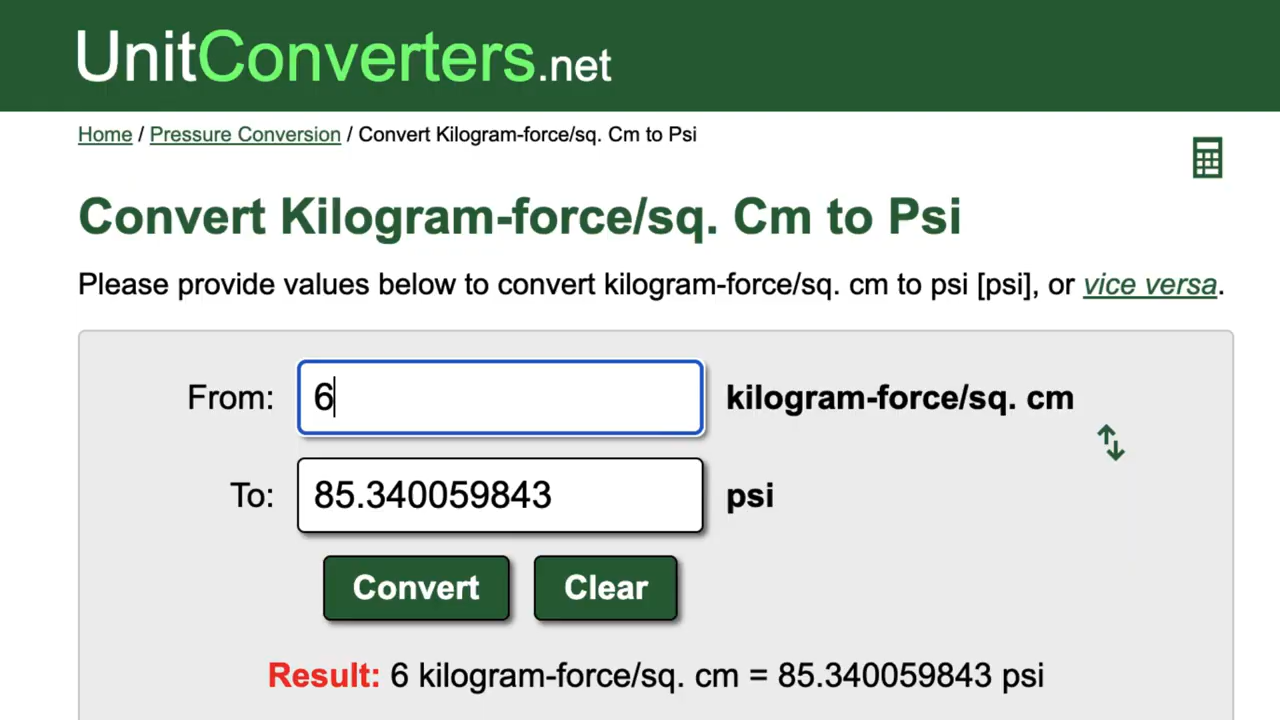 UnitConverters.net
Home / Pressure Conversion / Convert Kilogram-force/sq. Cm to Psi
Convert Kilogram-force/sq. Cm to Psi
Please provide values below to convert kilogram-force/sq. cm to psi [psi], or vice versa.
From: 6 kilogram-force/sq. cm
To: 85.340059843 psi
Convert Clear
Result: 6 kilogram-force/sq. cm = 85.340059843 psi